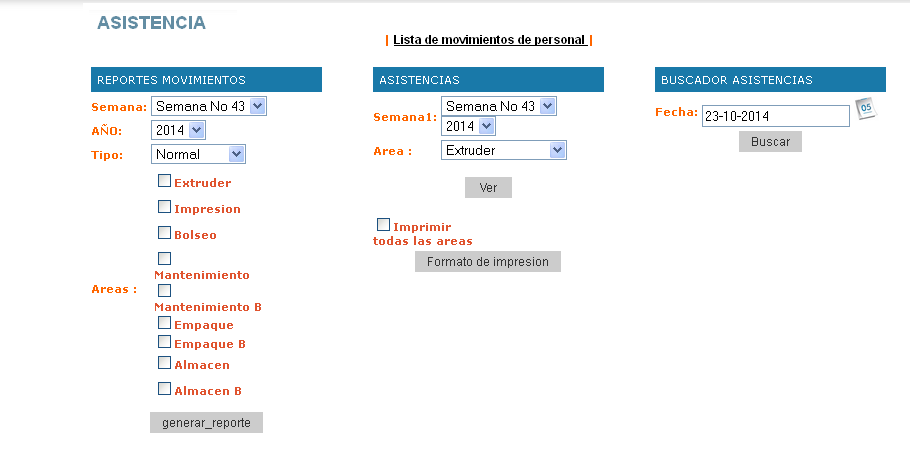 ASISTENCIA
| Lista de movimientos de personal |
REPORTES MOVIMIENTOS
Semana: Semana No 43
AÑO: 2014
Tipo: Normal
Areas :
Extruder
Impresion
Bolseo
Mantenimiento
Mantenimiento B
Empaque
Empaque B
Almacen
Almacen B
generar_reporte
ASISTENCIAS
Semana1: Semana No 43
2014
Area : Extruder
Ver
Imprimir
todas las areas
Formato de impresion
BUSCADOR ASISTENCIAS
Fecha: 23-10-2014
05
Buscar